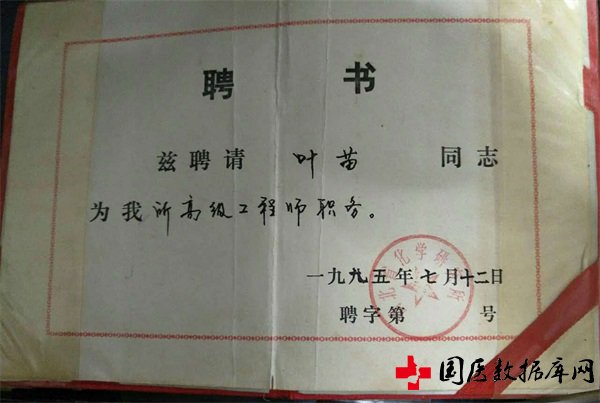 聘 书
兹聘请 叶苗 同志
为我所高级工程师职务。
一九九五年七月十二日
聘字第 号
国医数据库网